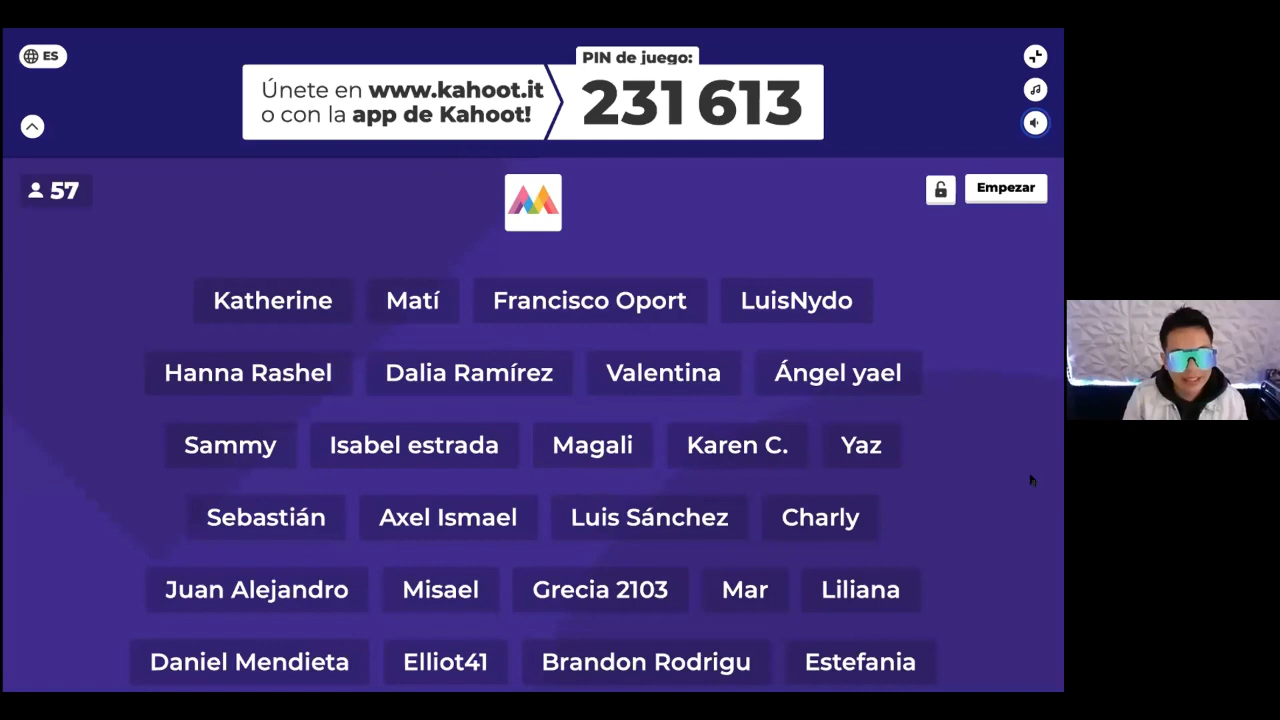 ES
PIN de juego:
Únete en www.kahoot.it
o con la app de Kahoot!
231 613
57
Empezar
Katherine Matí Francisco Oport LuisNydo
Hanna Rashel Dalia Ramírez Valentina Ángel yael
Sammy Isabel estrada Magali Karen C. Yaz
Sebastián Axel Ismael Luis Sánchez Charly
Juan Alejandro Misael Grecia 2103 Mar Liliana
Daniel Mendieta Elliot41 Brandon Rodrigu Estefania